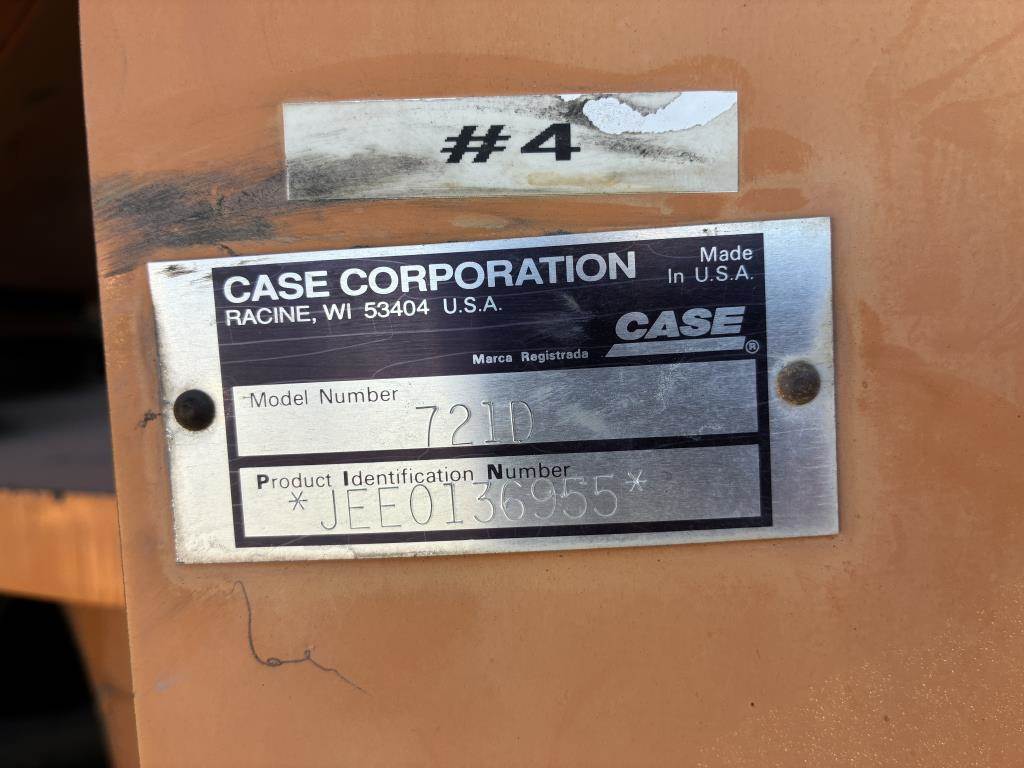 #4
CASE CORPORATION
Made
In U.S.A.
RACINE, WI 53404 U.S.A.
CASE
Marca Registrada
®
Model Number
721D
Product Identification Number
*JEE0136955*